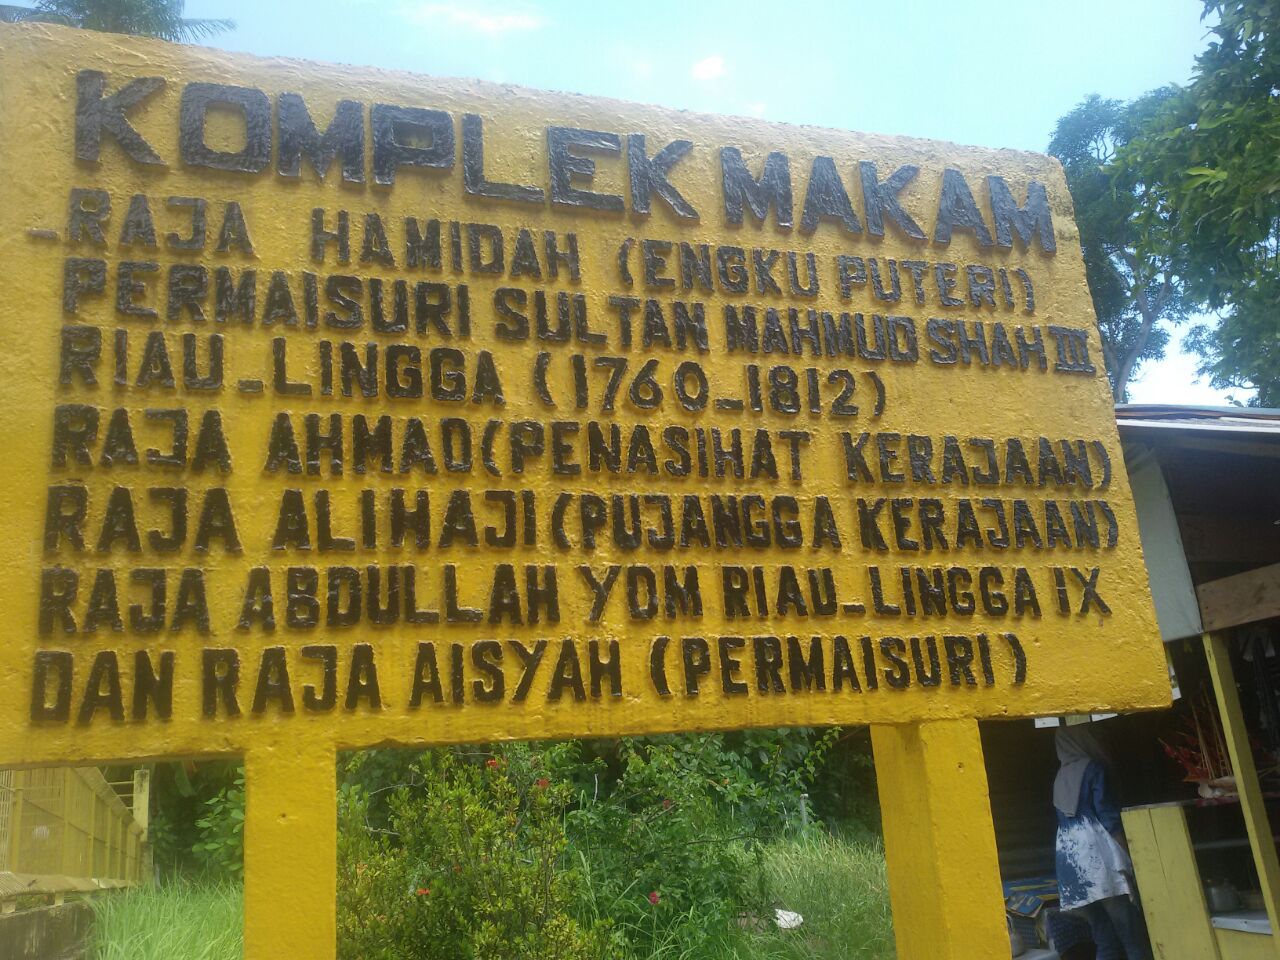 KOMPLEK MAKAM
RAJA HAMIDAH (ENGKU PUTERI)
PERMAISURI SULTAN MAHMUD SHAH III
RIAU_LINGGA (1760_1812)
RAJA AHMAD (PENASIHAT KERAJAAN)
RAJA ALIHAJI (PUJANGGA KERAJAAN)
RAJA ABDULLAH YDM RIAU_LINGGA IX
DAN RAJA AISYAH (PERMAISURI)